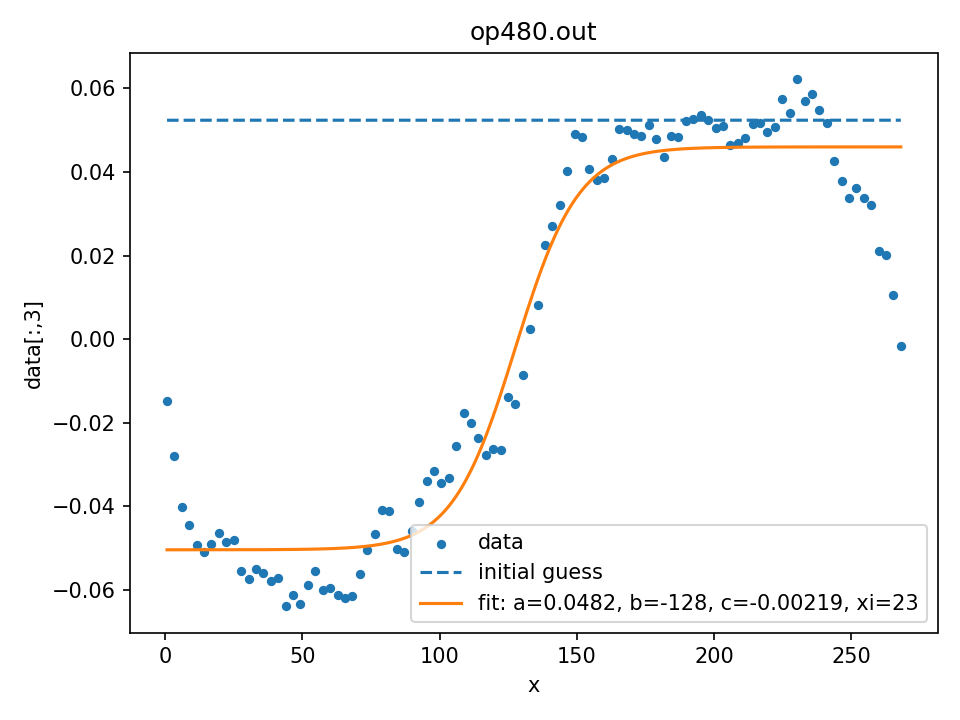 op480.out
0.06
0.04
0.02
0.00
−0.02
−0.04
−0.06
data[:,3]
data
initial guess
fit: a=0.0482, b=-128, c=-0.00219, xi=23
0 50 100 150 200 250
x